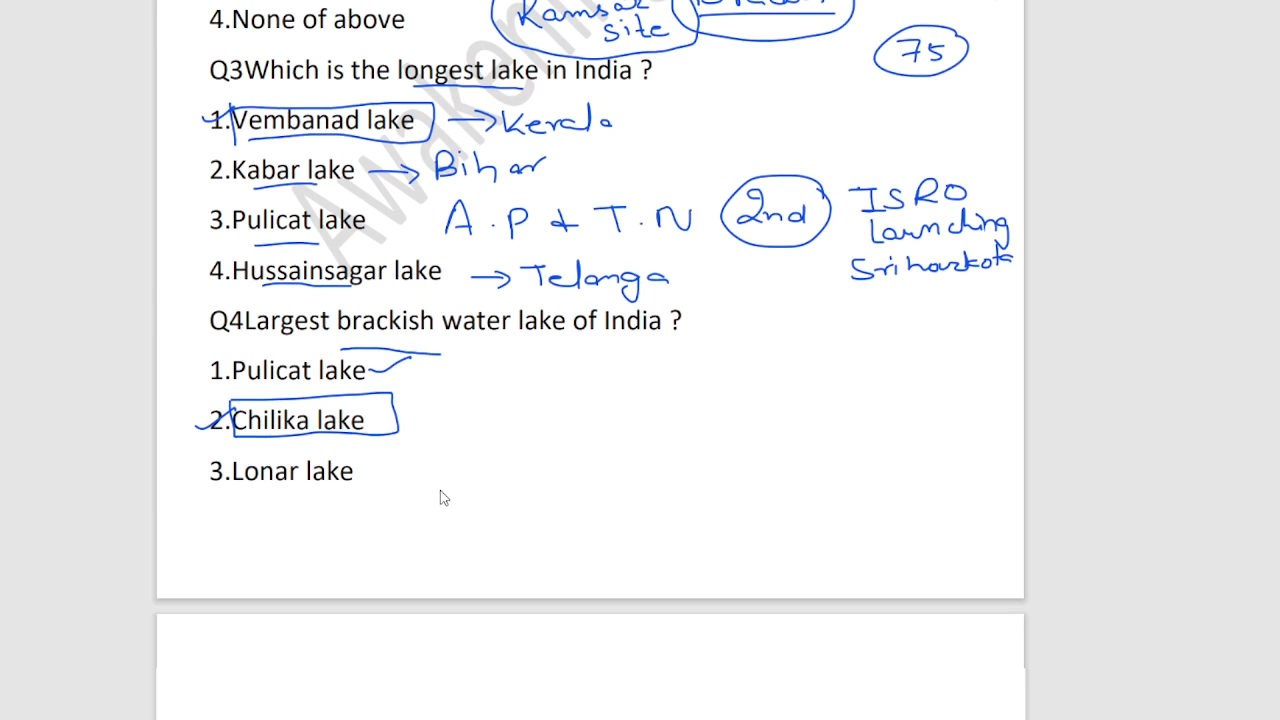 4.None of above
Ramsar
site
75
Q3Which is the longest lake in India ?
1.Vembanad lake → Kerala
2.Kabar lake → Bihar
3.Pulicat lake A.P & T.N 2nd ISRO
Launching
Sriharikota
4.Hussainsagar lake → Telanga
Q4Largest brackish water lake of India ?
1.Pulicat lake
2.Chilika lake
3.Lonar lake